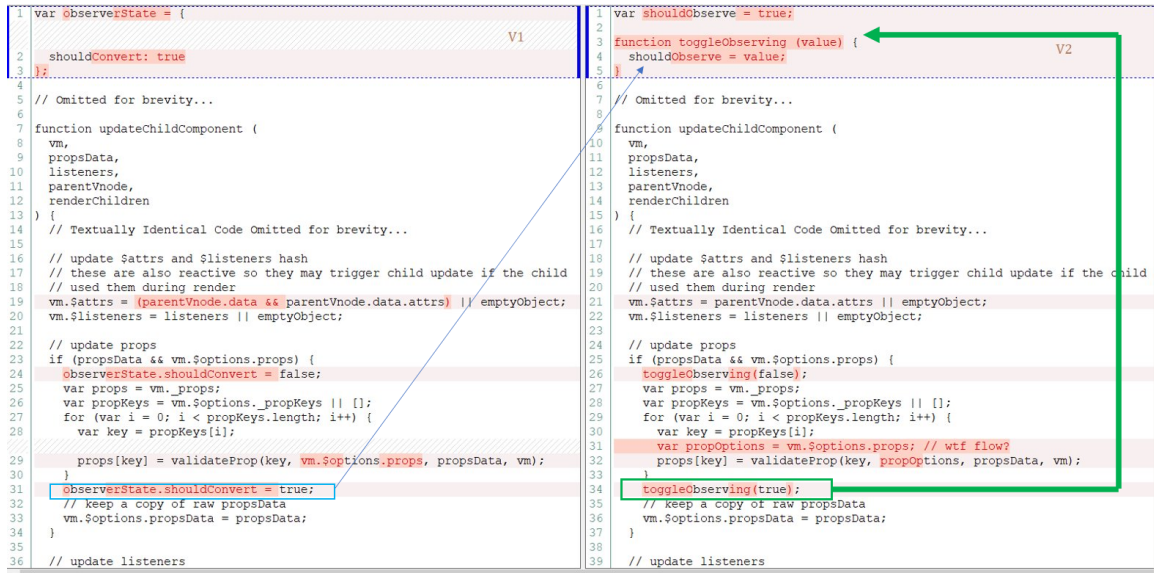 V1
1 var observerState = {
2   shouldConvert: true
3 };
4
5 // Omitted for brevity...
6
7 function updateChildComponent (
8   vm,
9   propsData,
10   listeners,
11   parentVnode,
12   renderChildren
13 ) {
14   // Textually Identical Code Omitted for brevity...
15
16   // update $attrs and $listeners hash
17   // these are also reactive so they may trigger child update if the child
18   // used them during render
19   vm.$attrs = (parentVnode.data && parentVnode.data.attrs) || emptyObject;
20   vm.$listeners = listeners || emptyObject;
21
22   // update props
23   if (propsData && vm.$options.props) {
24     observerState.shouldConvert = false;
25     var props = vm._props;
26     var propKeys = vm.$options._propKeys || [];
27     for (var i = 0; i < propKeys.length; i++) {
28       var key = propKeys[i];
29       props[key] = validateProp(key, vm.$options.props, propsData, vm);
30     }
31     observerState.shouldConvert = true;
32     // keep a copy of raw propsData
33     vm.$options.propsData = propsData;
34   }
35
36   // update listeners
V2
1 var shouldObserve = true;
2
3 function toggleObserving (value) {
4   shouldObserve = value;
5 }
6
7 // Omitted for brevity...
8
9 function updateChildComponent (
10   vm,
11   propsData,
12   listeners,
13   parentVnode,
14   renderChildren
15 ) {
16   // Textually Identical Code Omitted for brevity...
17
18   // update $attrs and $listeners hash
19   // these are also reactive so they may trigger child update if the child
20   // used them during render
21   vm.$attrs = parentVnode.data.attrs || emptyObject;
22   vm.$listeners = listeners || emptyObject;
23
24   // update props
25   if (propsData && vm.$options.props) {
26     toggleObserving(false);
27     var props = vm._props;
28     var propKeys = vm.$options._propKeys || [];
29     for (var i = 0; i < propKeys.length; i++) {
30       var key = propKeys[i];
31       var propOptions = vm.$options.props; // wtf flow?
32       props[key] = validateProp(key, propOptions, propsData, vm);
33     }
34     toggleObserving(true);
35     // keep a copy of raw propsData
36     vm.$options.propsData = propsData;
37   }
38
39   // update listeners